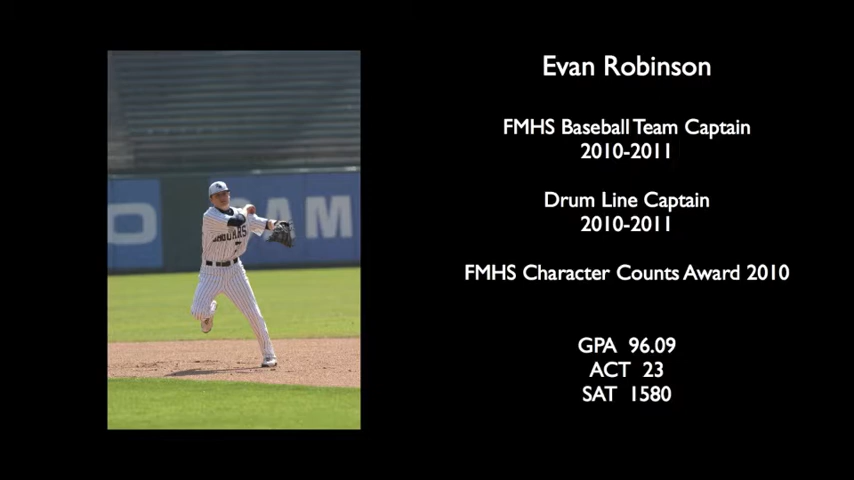 Evan Robinson
FMHS Baseball Team Captain
2010-2011
Drum Line Captain
2010-2011
FMHS Character Counts Award 2010
GPA 96.09
ACT 23
SAT 1580